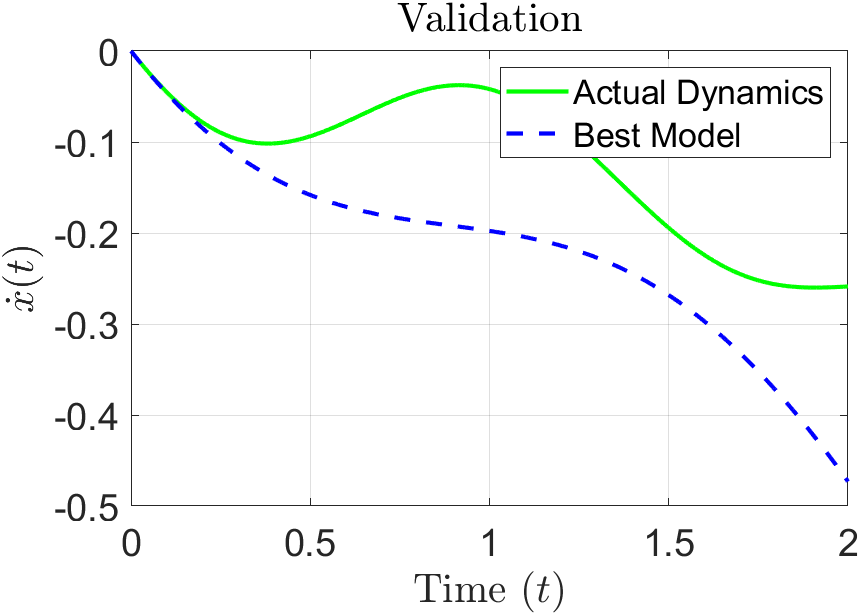 Validation
Actual Dynamics
Best Model
0
-0.1
-0.2
-0.3
-0.4
-0.5
ẋ(t)
0 0.5 1 1.5 2
Time (t)